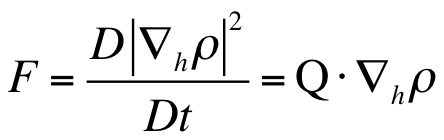 F = D|∇ₕρ|² / Dt = Q · ∇ₕρ